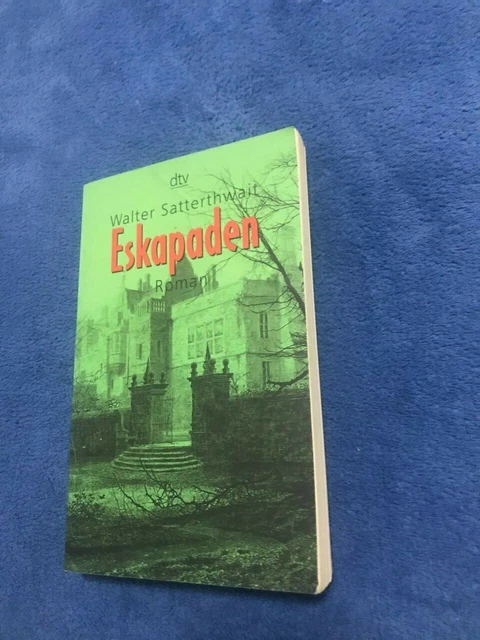 dtv
Walter Satterthwait
Eskapaden
Roman